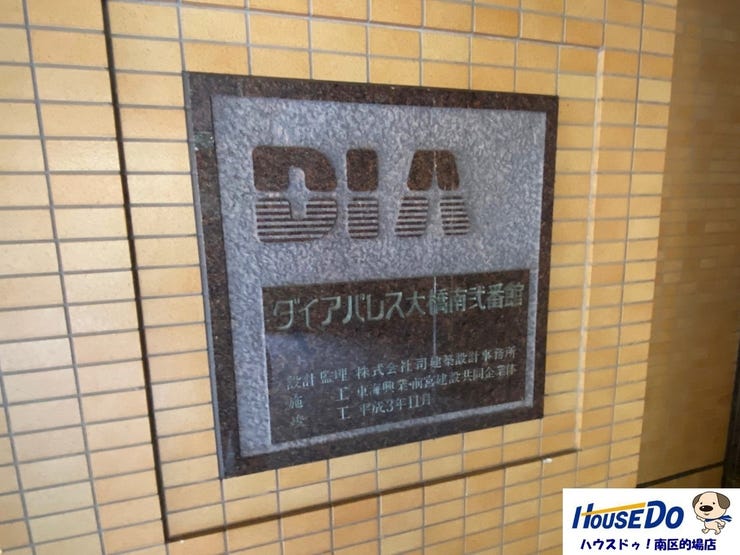 DIA
ダイアパレス大橋南弐番館
設計監理 株式会社司建築設計事務所
施工 東海興業・前宮建設共同企業体
竣工 平成3年11月
HOUSEDO
ハウスドゥ!南区的場店